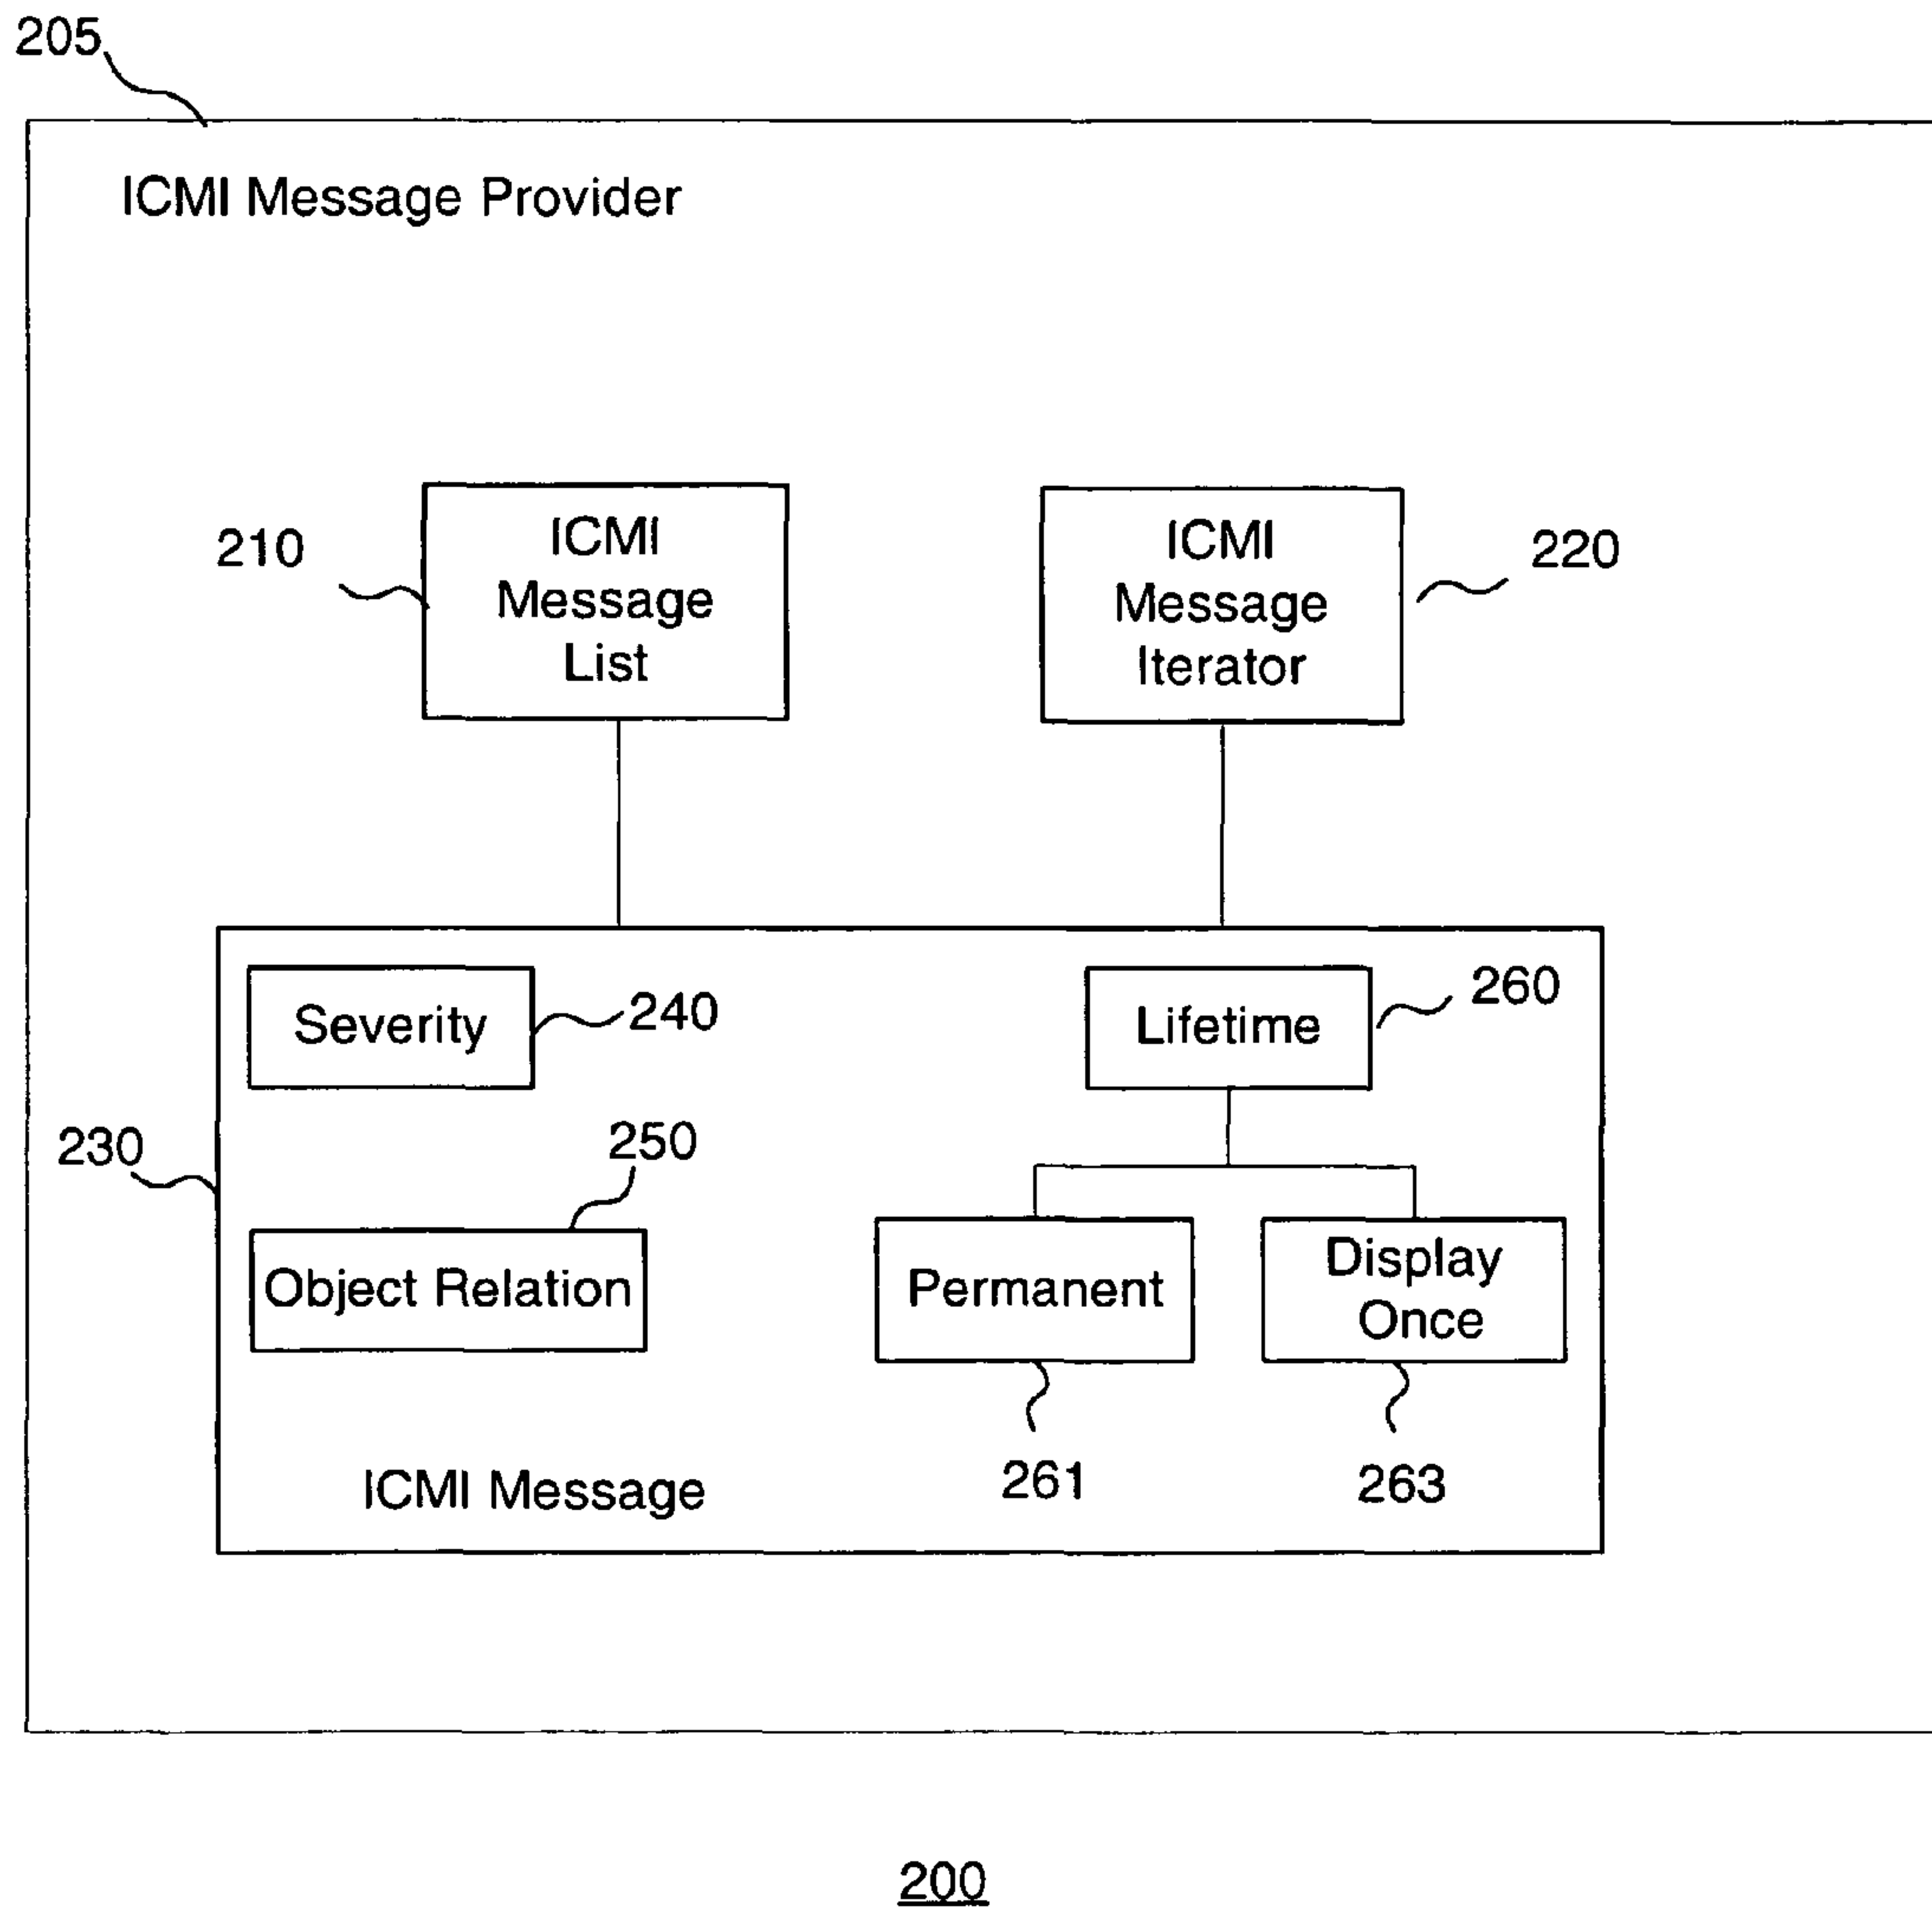 205
ICMI Message Provider
210
ICMI
Message
List
ICMI
Message
Iterator
220
Severity
240
Lifetime
260
230
250
Object Relation
Permanent
Display
Once
261
263
ICMI Message
200